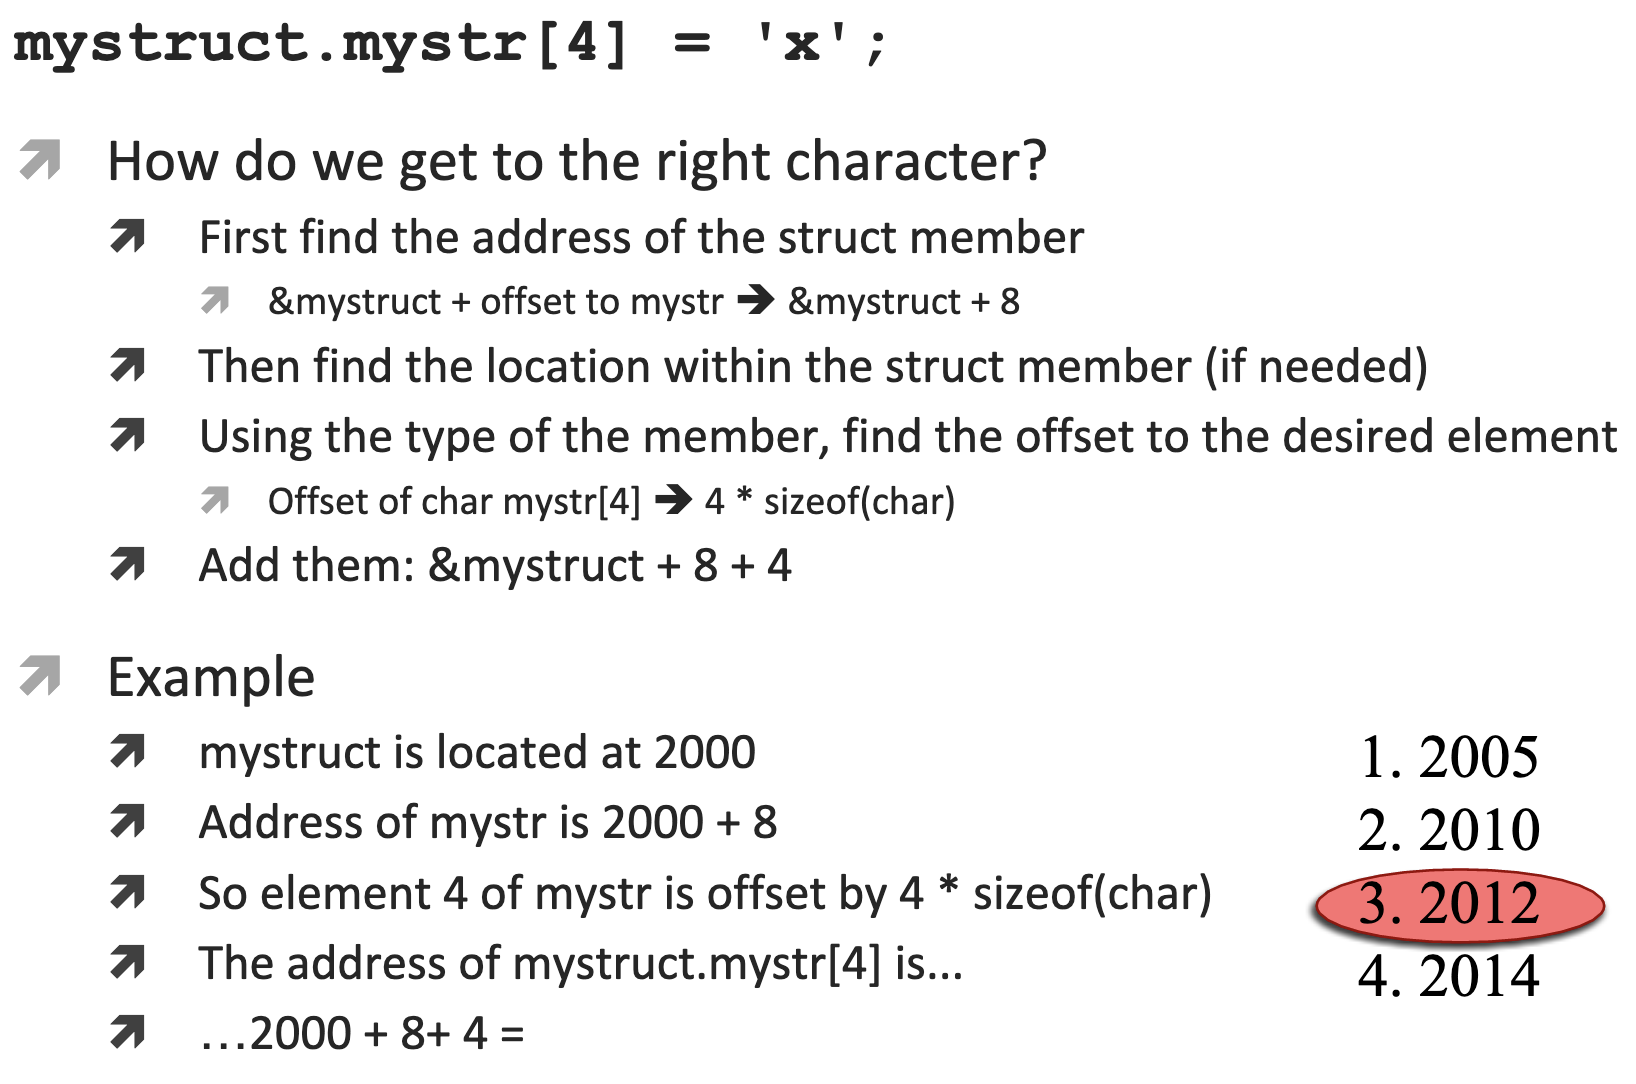 mystruct.mystr[4] = 'x';
How do we get to the right character?
First find the address of the struct member
&mystruct + offset to mystr ➔ &mystruct + 8
Then find the location within the struct member (if needed)
Using the type of the member, find the offset to the desired element
Offset of char mystr[4] ➔ 4 * sizeof(char)
Add them: &mystruct + 8 + 4
Example
mystruct is located at 2000
Address of mystr is 2000 + 8
So element 4 of mystr is offset by 4 * sizeof(char)
The address of mystruct.mystr[4] is...
…2000 + 8+ 4 =
1. 2005
2. 2010
3. 2012
4. 2014